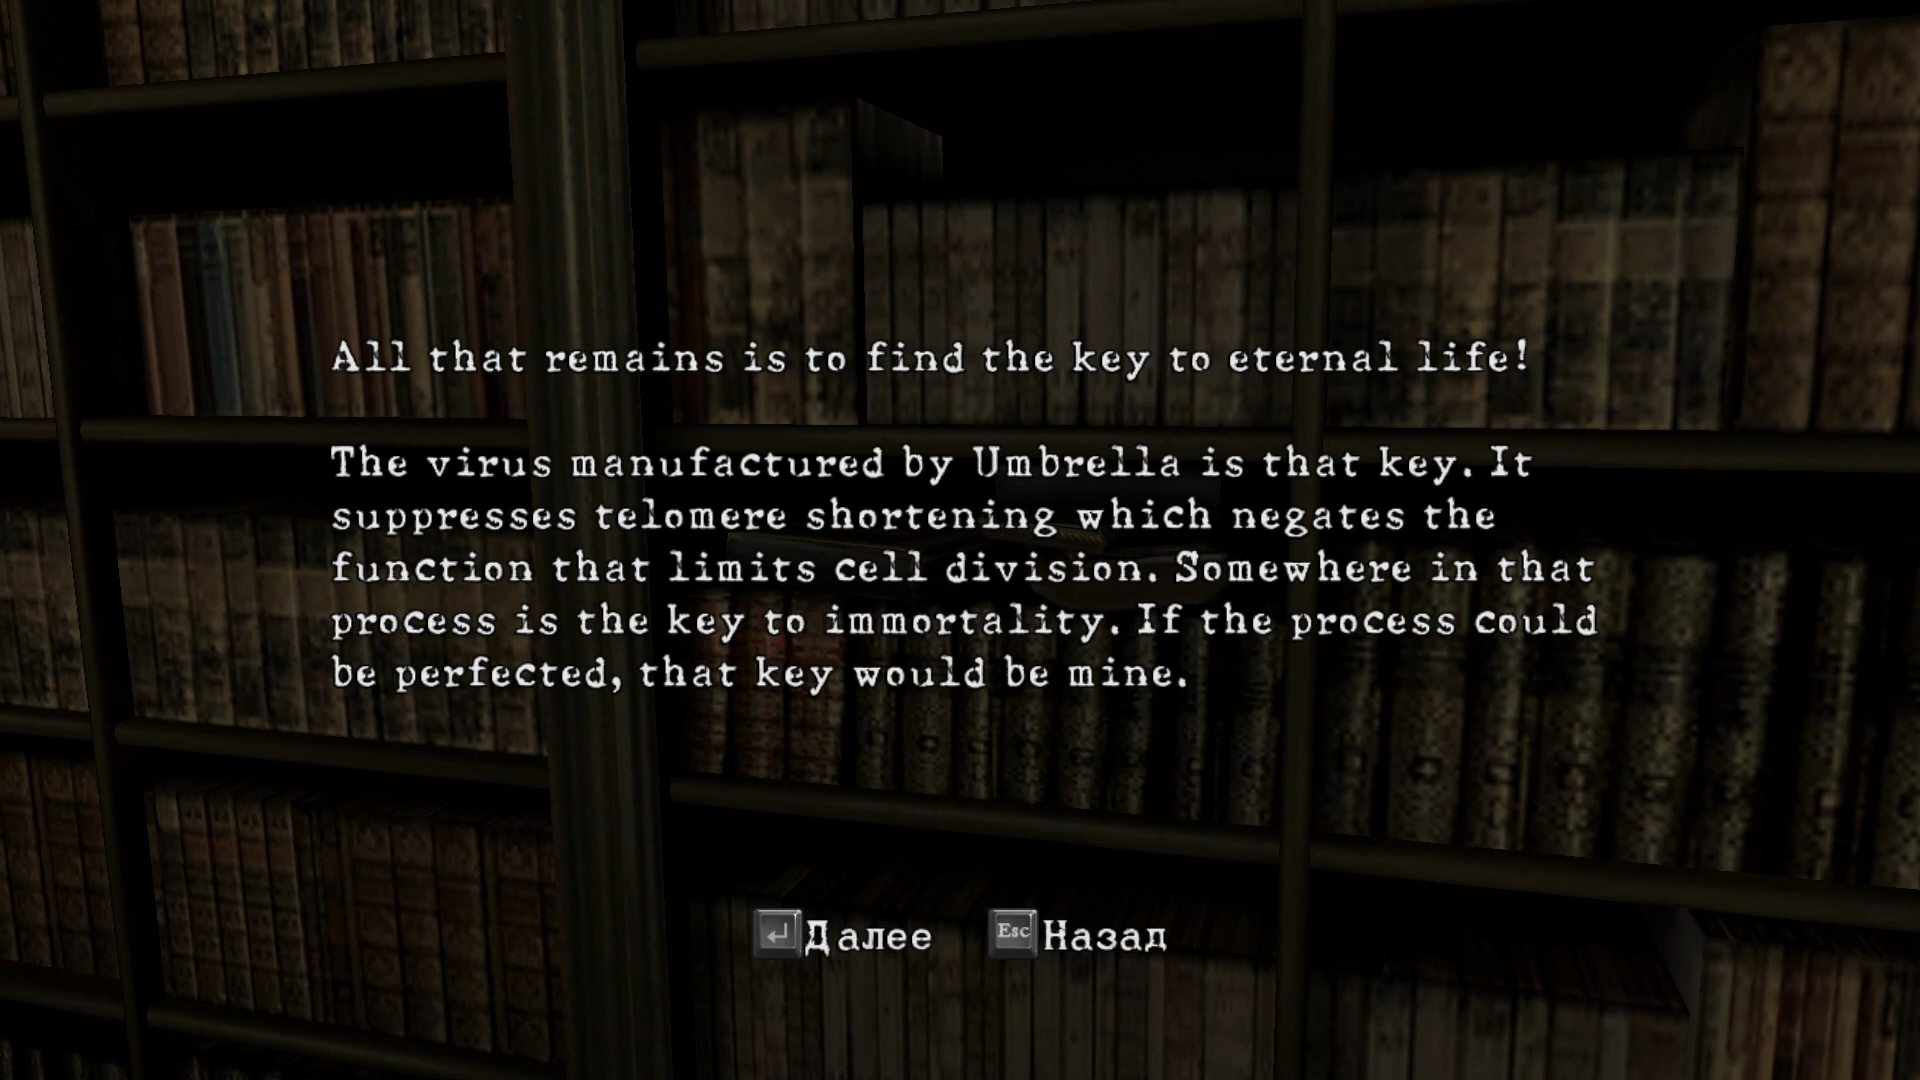 All that remains is to find the key to eternal life!
The virus manufactured by Umbrella is that key. It
suppresses telomere shortening which negates the
function that limits cell division. Somewhere in that
process is the key to immortality. If the process could
be perfected, that key would be mine.
Далее Esc Назад